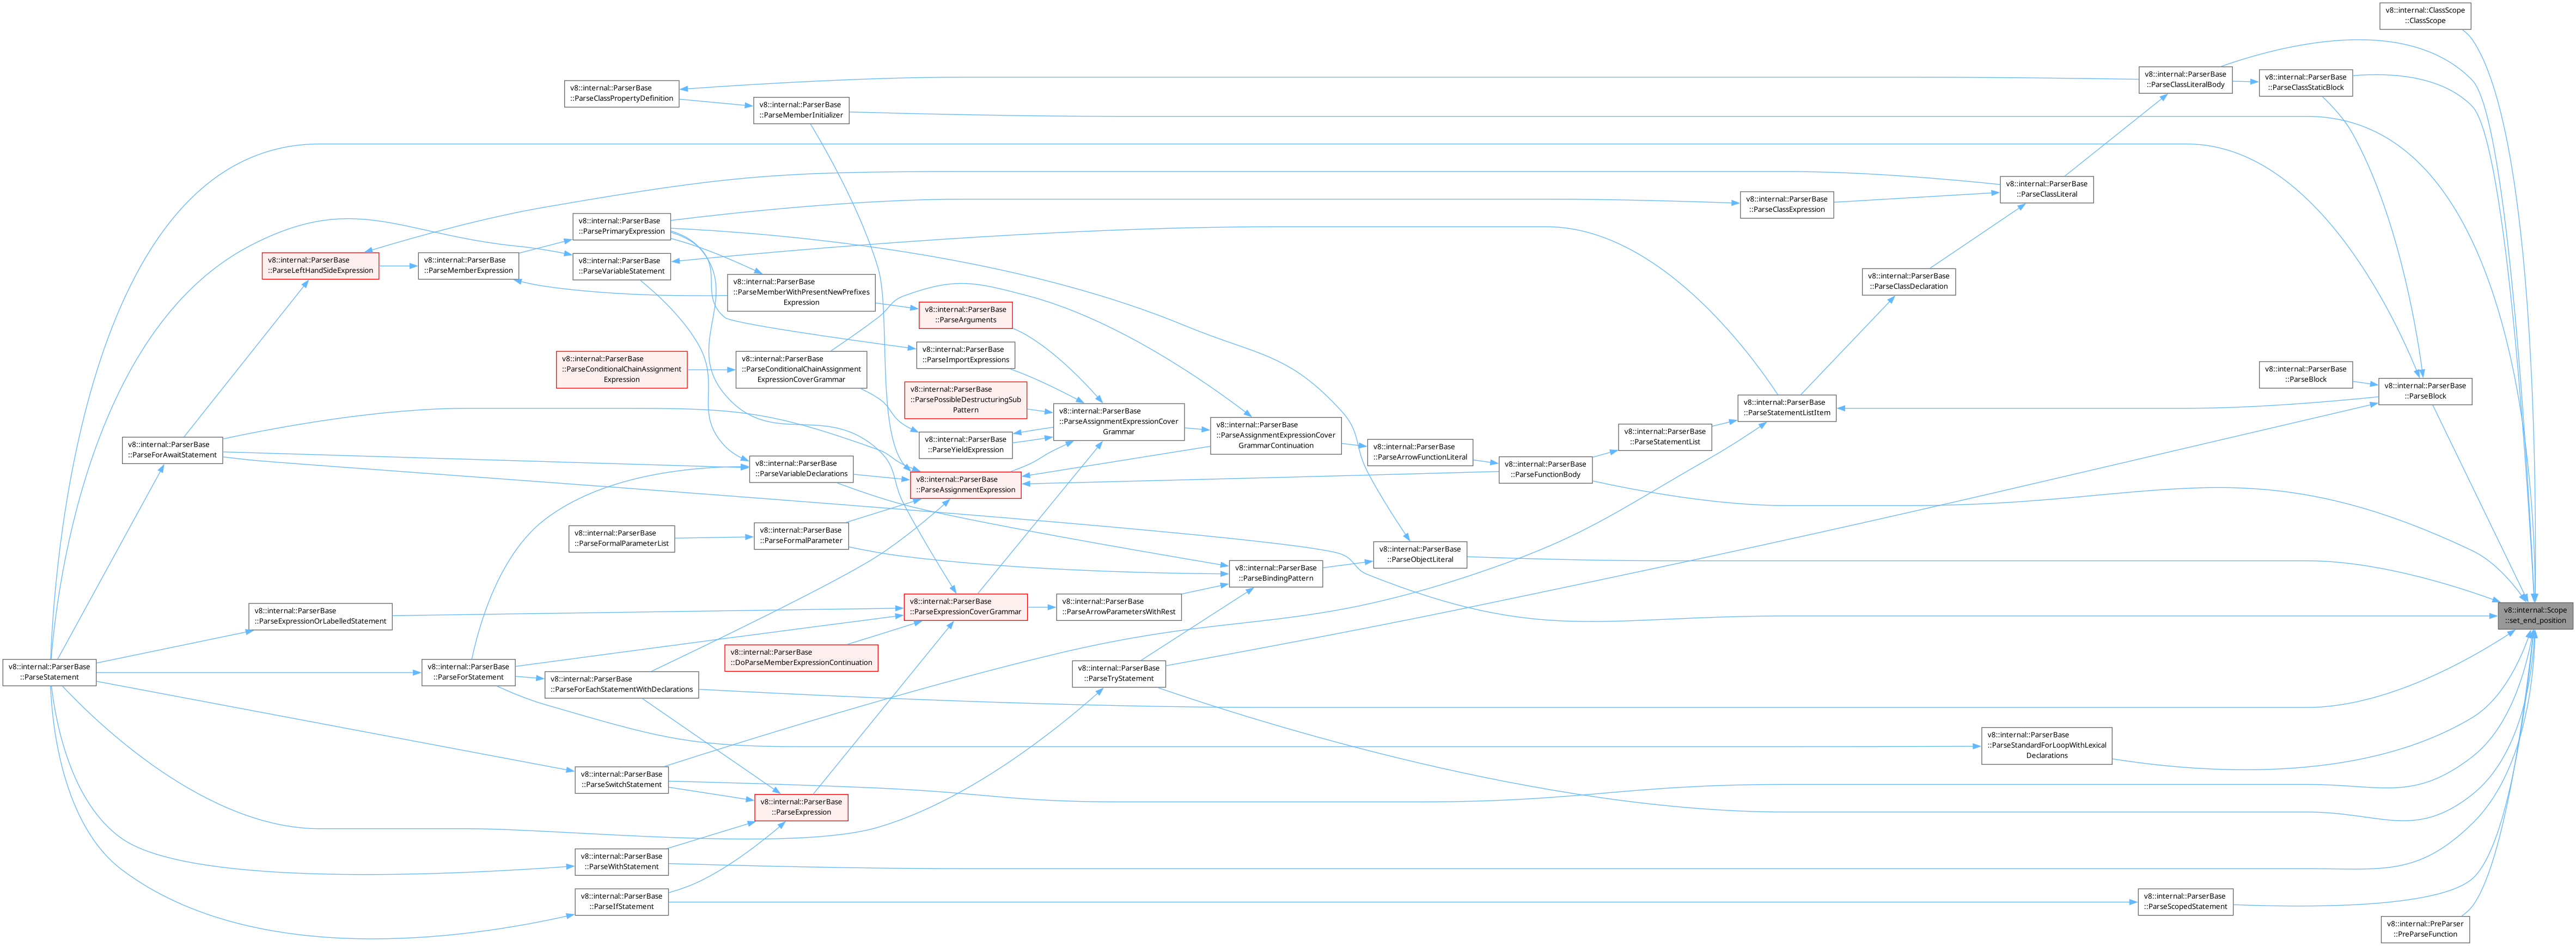 v8::internal::ClassScope
::ClassScope
v8::internal::ParserBase
::ParseClassLiteralBody
v8::internal::ParserBase
::ParseClassStaticBlock
v8::internal::ParserBase
::ParseClassPropertyDefinition
v8::internal::ParserBase
::ParseMemberInitializer
v8::internal::ParserBase
::ParseClassLiteral
v8::internal::ParserBase
::ParseClassExpression
v8::internal::ParserBase
::ParsePrimaryExpression
v8::internal::ParserBase
::ParseLeftHandSideExpression
v8::internal::ParserBase
::ParseMemberExpression
v8::internal::ParserBase
::ParseVariableStatement
v8::internal::ParserBase
::ParseMemberWithPresentNewPrefixes
Expression
v8::internal::ParserBase
::ParseClassDeclaration
v8::internal::ParserBase
::ParseArguments
v8::internal::ParserBase
::ParseImportExpressions
v8::internal::ParserBase
::ParseConditionalChainAssignment
Expression
v8::internal::ParserBase
::ParseConditionalChainAssignment
ExpressionCoverGrammar
v8::internal::ParserBase
::ParseBlock
v8::internal::ParserBase
::ParseBlock
v8::internal::ParserBase
::ParsePossibleDestructuringSub
Pattern
v8::internal::ParserBase
::ParseAssignmentExpressionCover
Grammar
v8::internal::ParserBase
::ParseAssignmentExpressionCover
GrammarContinuation
v8::internal::ParserBase
::ParseStatementListItem
v8::internal::ParserBase
::ParseStatementList
v8::internal::ParserBase
::ParseYieldExpression
v8::internal::ParserBase
::ParseForAwaitStatement
v8::internal::ParserBase
::ParseArrowFunctionLiteral
v8::internal::ParserBase
::ParseVariableDeclarations
v8::internal::ParserBase
::ParseFunctionBody
v8::internal::ParserBase
::ParseAssignmentExpression
v8::internal::ParserBase
::ParseFormalParameterList
v8::internal::ParserBase
::ParseFormalParameter
v8::internal::ParserBase
::ParseObjectLiteral
v8::internal::ParserBase
::ParseBindingPattern
v8::internal::ParserBase
::ParseExpressionOrLabelledStatement
v8::internal::ParserBase
::ParseExpressionCoverGrammar
v8::internal::ParserBase
::ParseArrowParametersWithRest
v8::internal::Scope
::set_end_position
v8::internal::ParserBase
::DoParseMemberExpressionContinuation
v8::internal::ParserBase
::ParseStatement
v8::internal::ParserBase
::ParseForStatement
v8::internal::ParserBase
::ParseForEachStatementWithDeclarations
v8::internal::ParserBase
::ParseTryStatement
v8::internal::ParserBase
::ParseStandardForLoopWithLexical
Declarations
v8::internal::ParserBase
::ParseSwitchStatement
v8::internal::ParserBase
::ParseExpression
v8::internal::ParserBase
::ParseWithStatement
v8::internal::ParserBase
::ParseIfStatement
v8::internal::ParserBase
::ParseScopedStatement
v8::internal::PreParser
::PreParseFunction